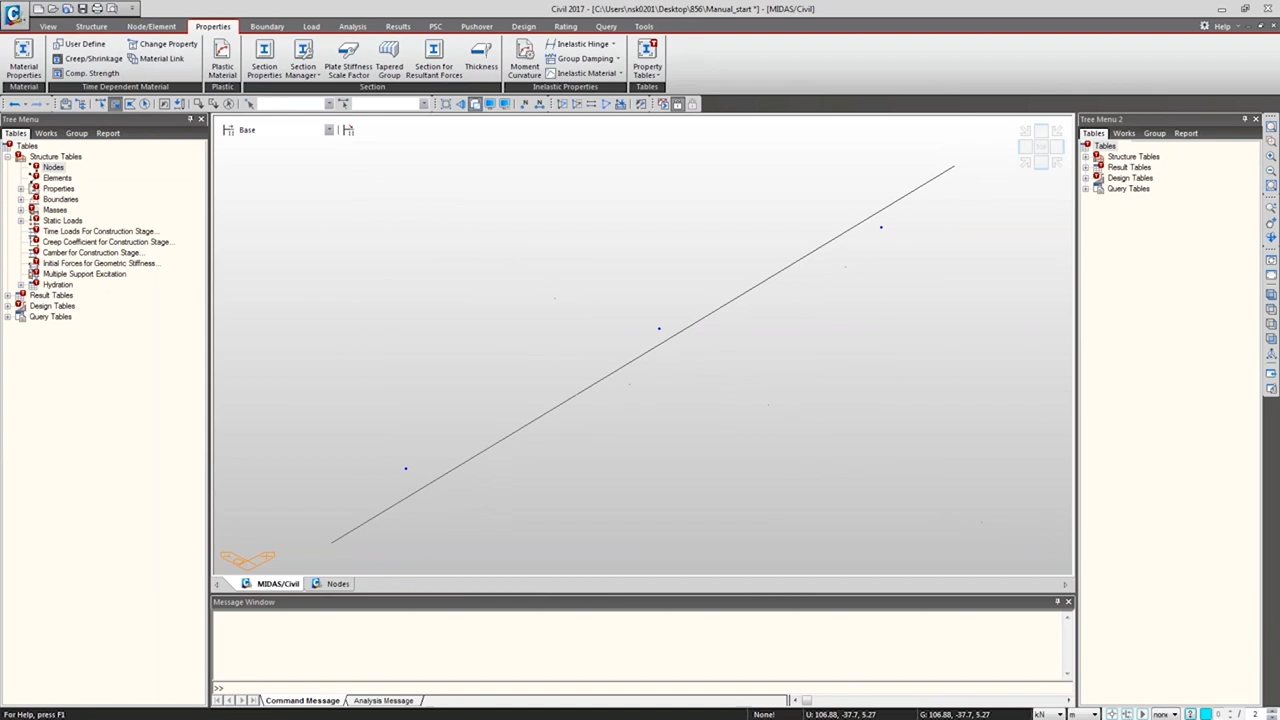 Civil 2017 - [C:\Users\nsk0201\Desktop\856\Manual_start *] - [MIDAS/Civil]
View Structure Node/Element Properties Boundary Load Analysis Results PSC Pushover Design Rating Query Tools Help
User Define Change Property Inelastic Hinge
Creep/Shrinkage Material Link Group Damping
Comp. Strength Inelastic Material
Material Properties
Plastic Material
Section Properties
Section Manager
Plate Stiffness Scale Factor
Tapered Group
Section for Resultant Forces
Thickness
Moment Curvature
Property Tables
Material Time Dependent Material Plastic Section Inelastic Properties Tables
Tree Menu
Tables Works Group Report
Tables
Structure Tables
Nodes
Elements
Properties
Boundaries
Masses
Static Loads
Time Loads For Construction Stage...
Creep Coefficient for Construction Stage...
Camber for Construction Stage...
Initial Forces for Geometric Stiffness...
Multiple Support Excitation
Hydration
Result Tables
Design Tables
Query Tables
Base
MIDAS/Civil Nodes
Message Window
>>
Command Message Analysis Message
Tree Menu 2
Tables Works Group Report
Tables
Structure Tables
Result Tables
Design Tables
Query Tables
For Help, press F1 None! U: 106.88, -37.7, 5.27 G: 106.88, -37.7, 5.27 kN m none 0 / 2